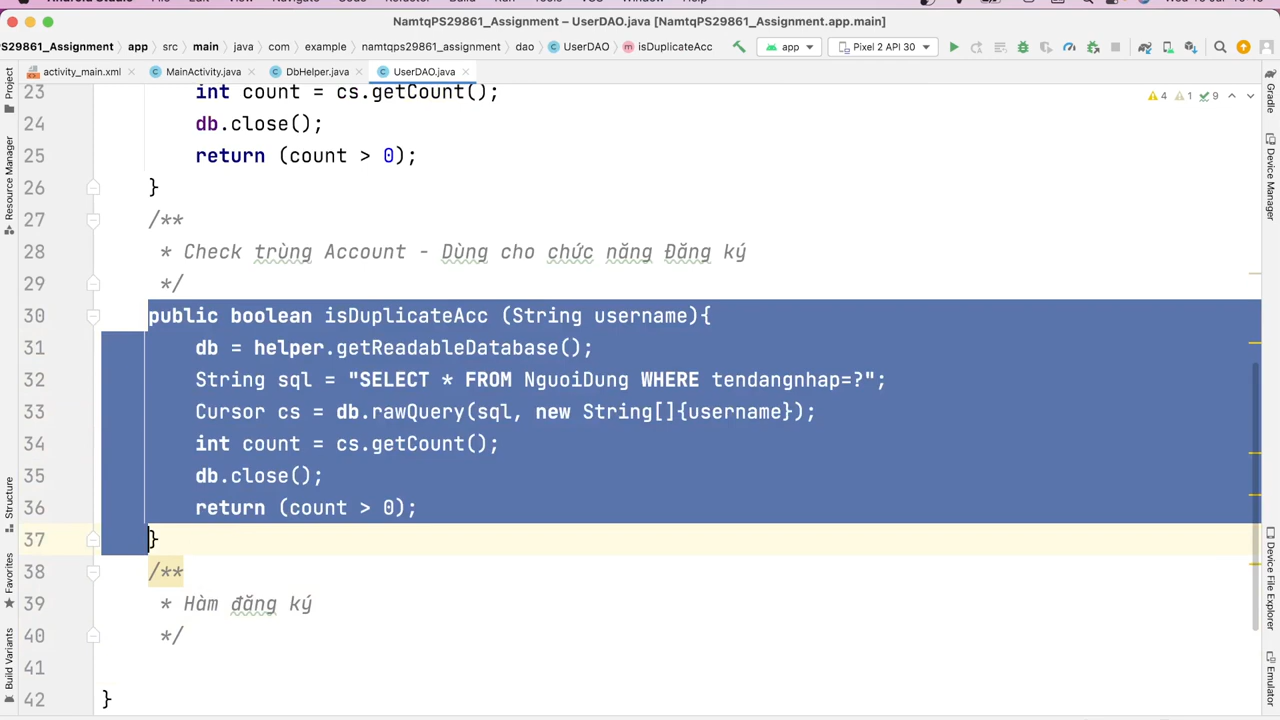 NamtqPS29861_Assignment – UserDAO.java [NamtqPS29861_Assignment.app.main]
PS29861_Assignment app src main java com example namtqps29861_assignment dao UserDAO isDuplicateAcc app Pixel 2 API 30
activity_main.xml MainActivity.java DbHelper.java UserDAO.java
4 1 9
23 int count = cs.getCount();
24 db.close();
25 return (count > 0);
26 }
27 /**
28 * Check trùng Account - Dùng cho chức năng Đăng ký
29 */
30 public boolean isDuplicateAcc (String username){
31 db = helper.getReadableDatabase();
32 String sql = "SELECT * FROM NguoiDung WHERE tendangnhap=?";
33 Cursor cs = db.rawQuery(sql, new String[]{username});
34 int count = cs.getCount();
35 db.close();
36 return (count > 0);
37 }
38 /**
39 * Hàm đăng ký
40 */
41
42 }
Project
Resource Manager
Structure
Favorites
Build Variants
Gradle
Device Manager
Device File Explorer
Emulator